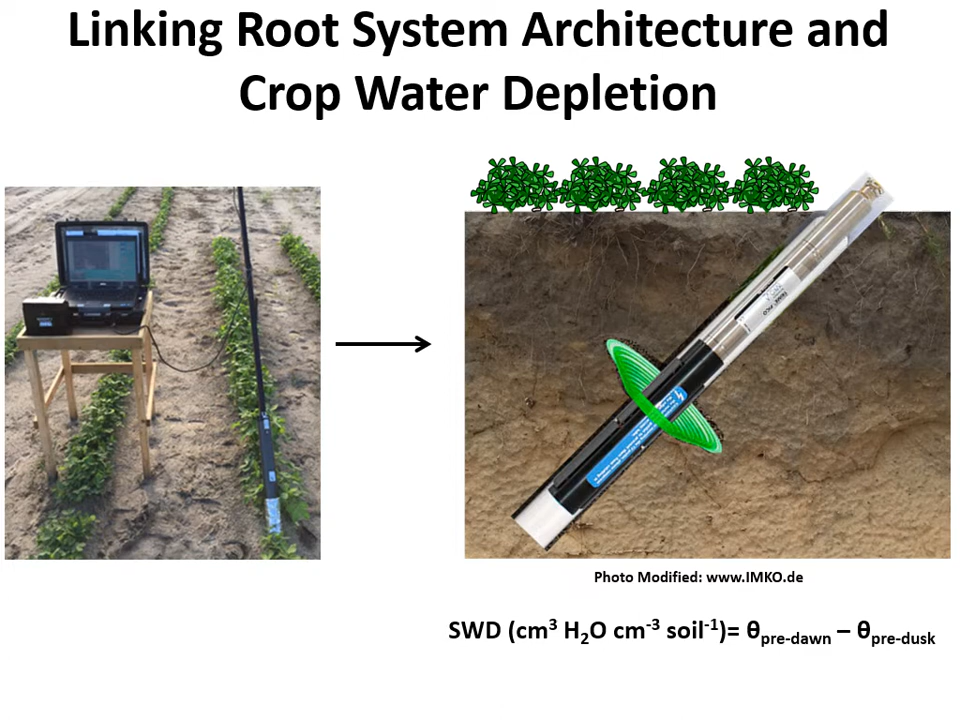 Linking Root System Architecture and
Crop Water Depletion
Photo Modified: www.IMKO.de
SWD (cm³ H₂O cm⁻³ soil⁻¹)= θpre-dawn – θpre-dusk